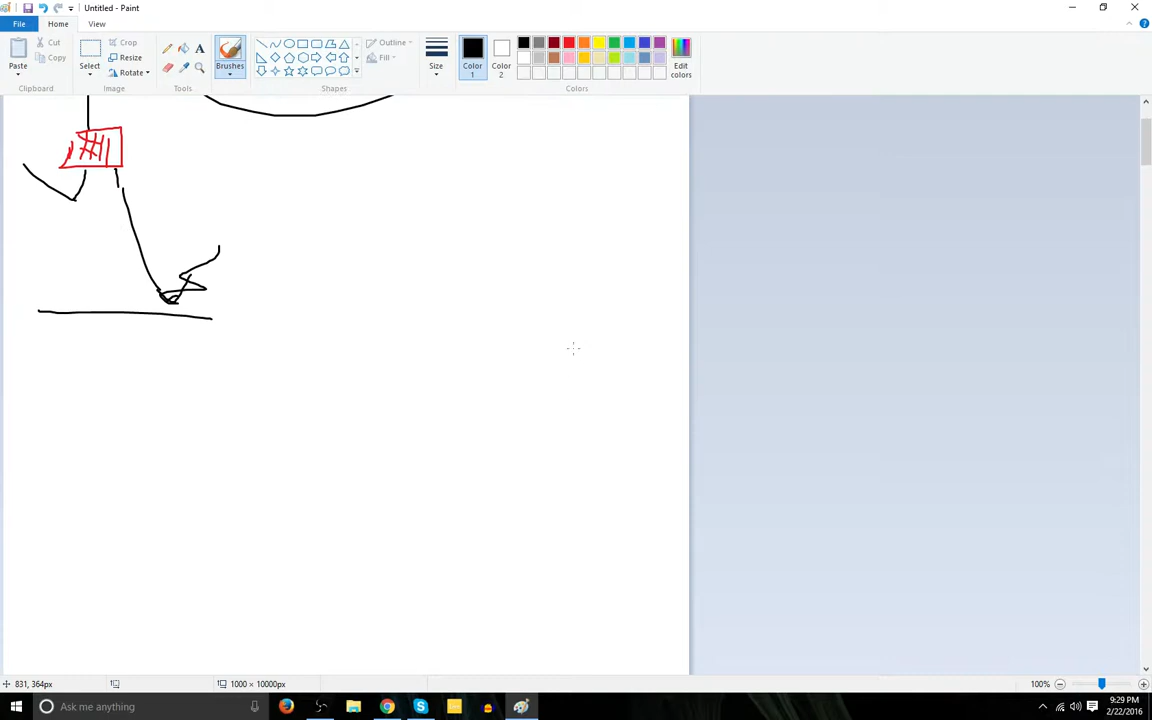 Untitled - Paint
File Home View
Paste Cut Copy Clipboard
Select Crop Resize Rotate Image
A Tools
Brushes
Outline Fill Shapes
Size
Color 1 Color 2
Edit colors
Colors
831, 364px 1000 × 10000px 100%
Ask me anything
9:29 PM
2/22/2016